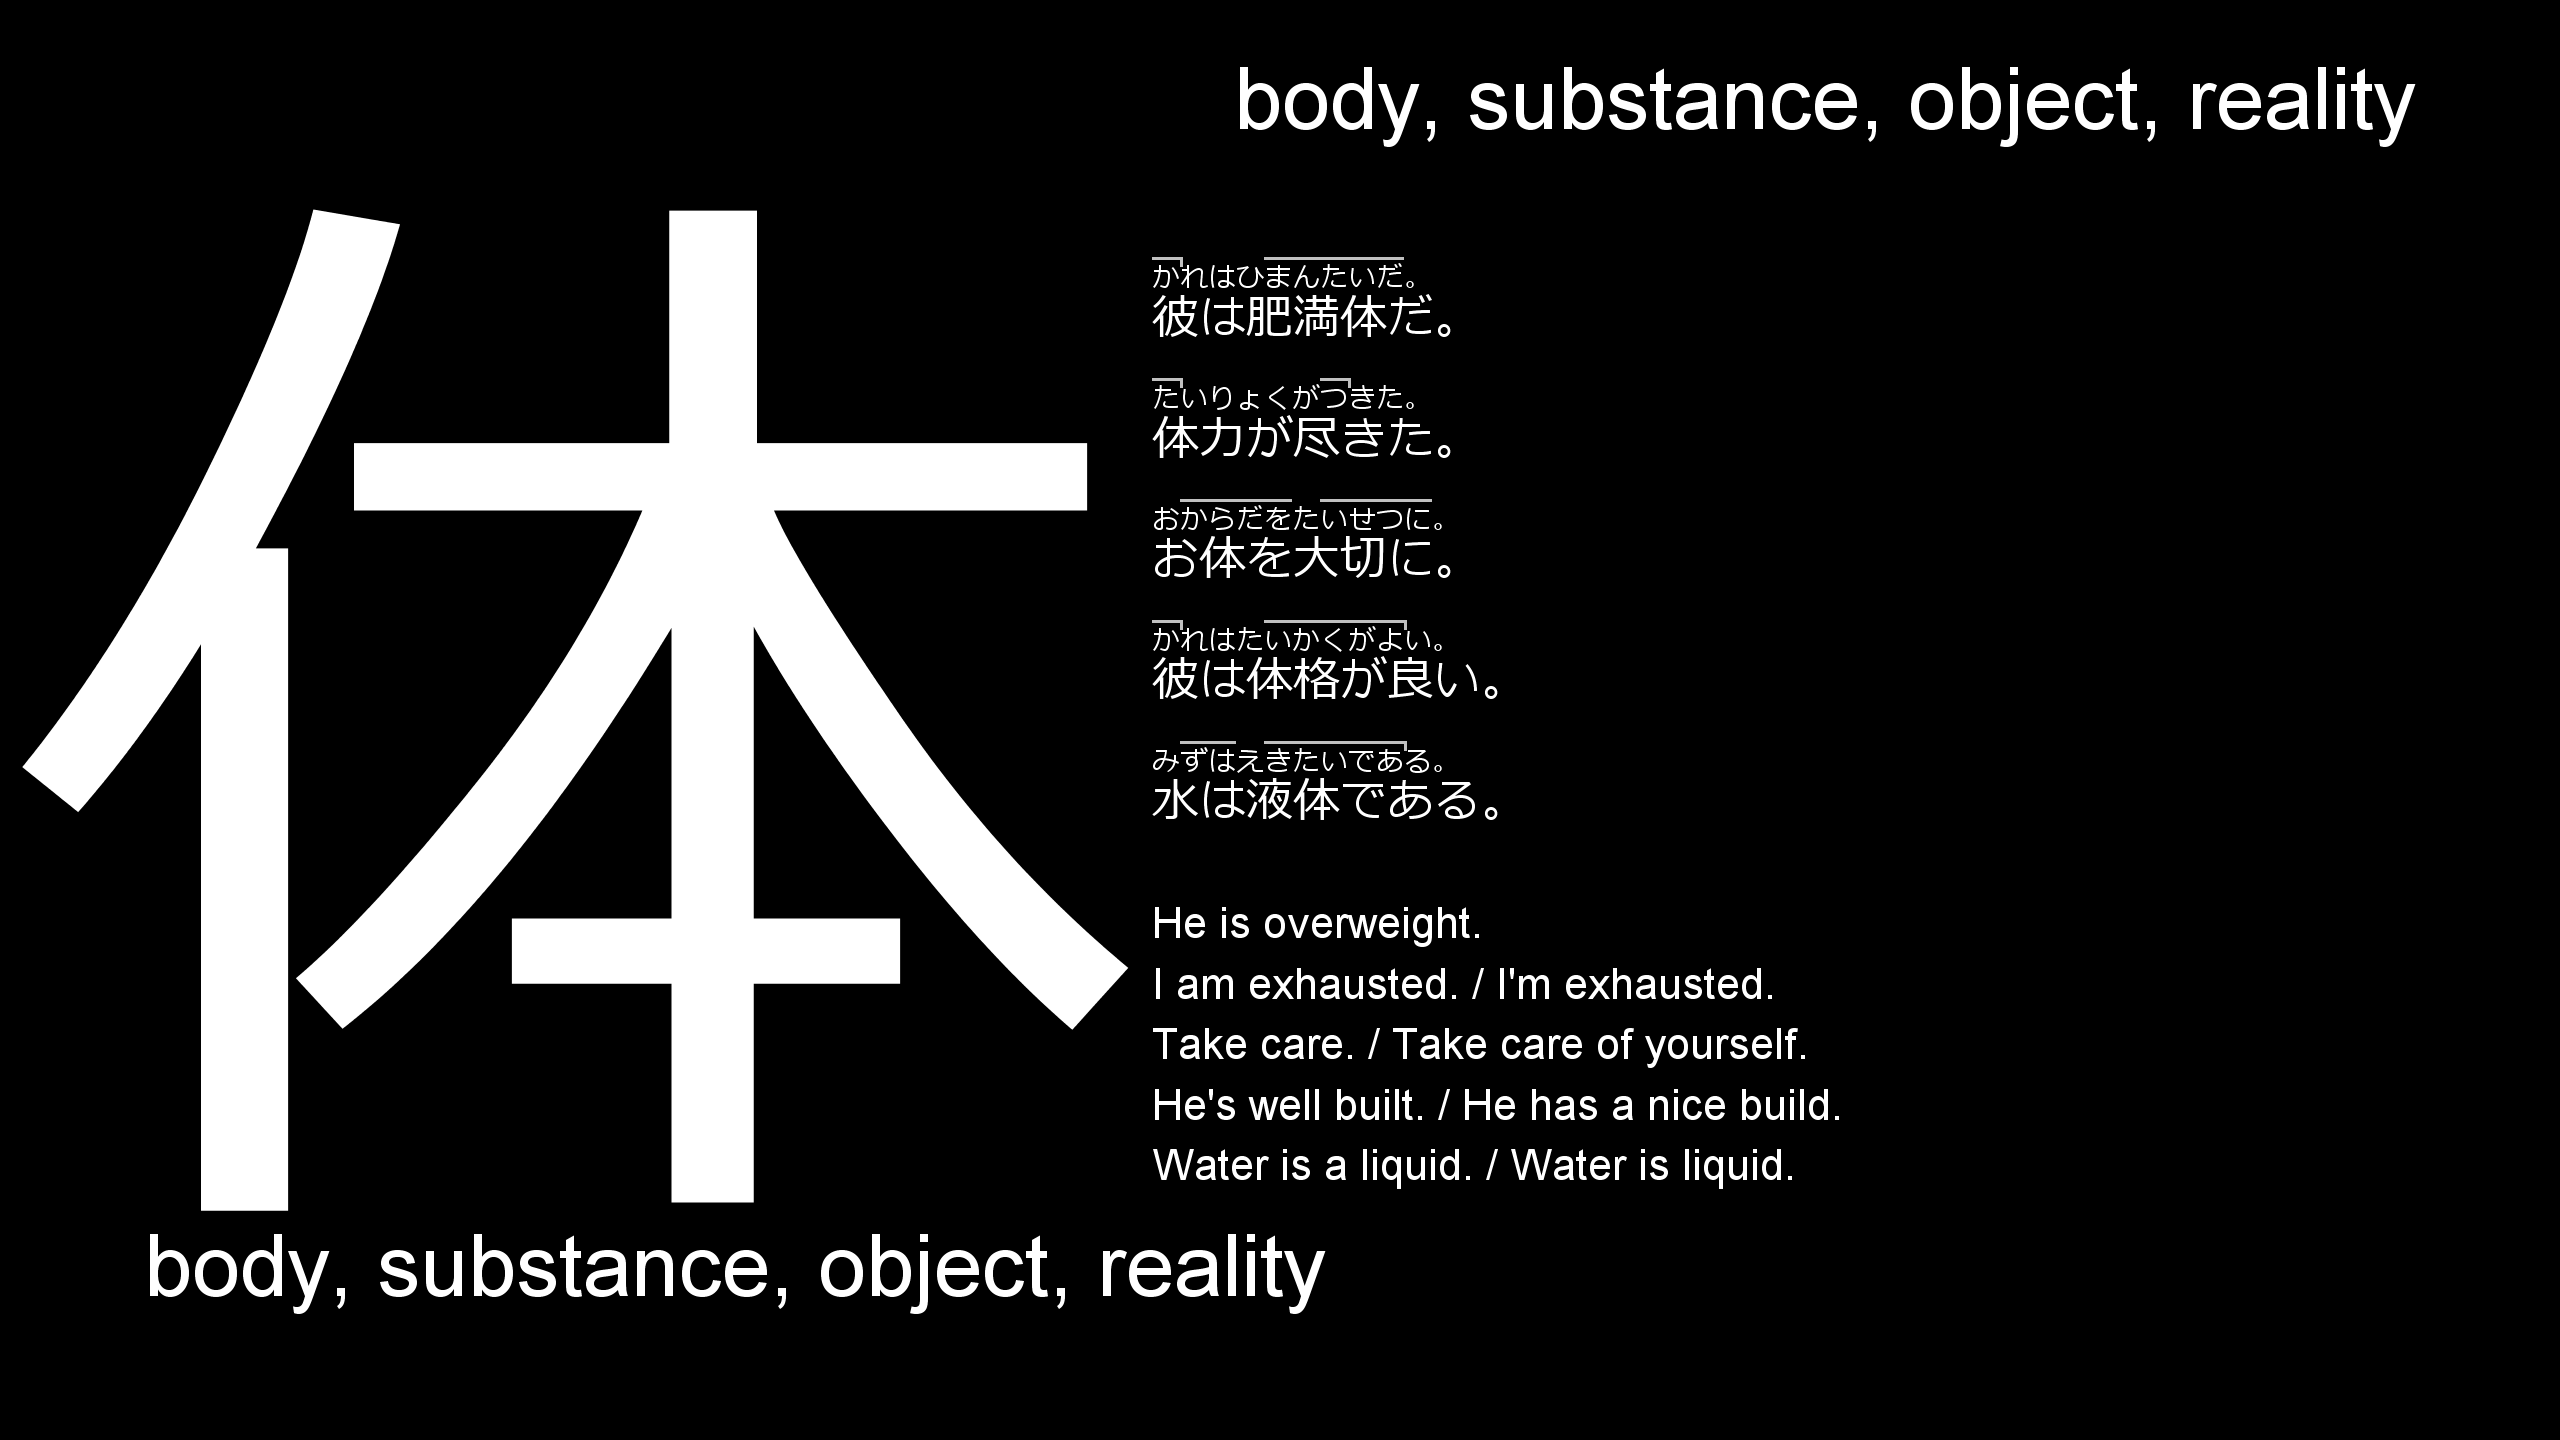 body, substance, object, reality
体
かれはひまんたいだ。
彼は肥満体だ。
たいりょくがつきた。
体力が尽きた。
おからだをたいせつに。
お体を大切に。
かれはたいかくがよい。
彼は体格が良い。
みずはえきたいである。
水は液体である。
He is overweight.
I am exhausted. / I'm exhausted.
Take care. / Take care of yourself.
He's well built. / He has a nice build.
Water is a liquid. / Water is liquid.
body, substance, object, reality